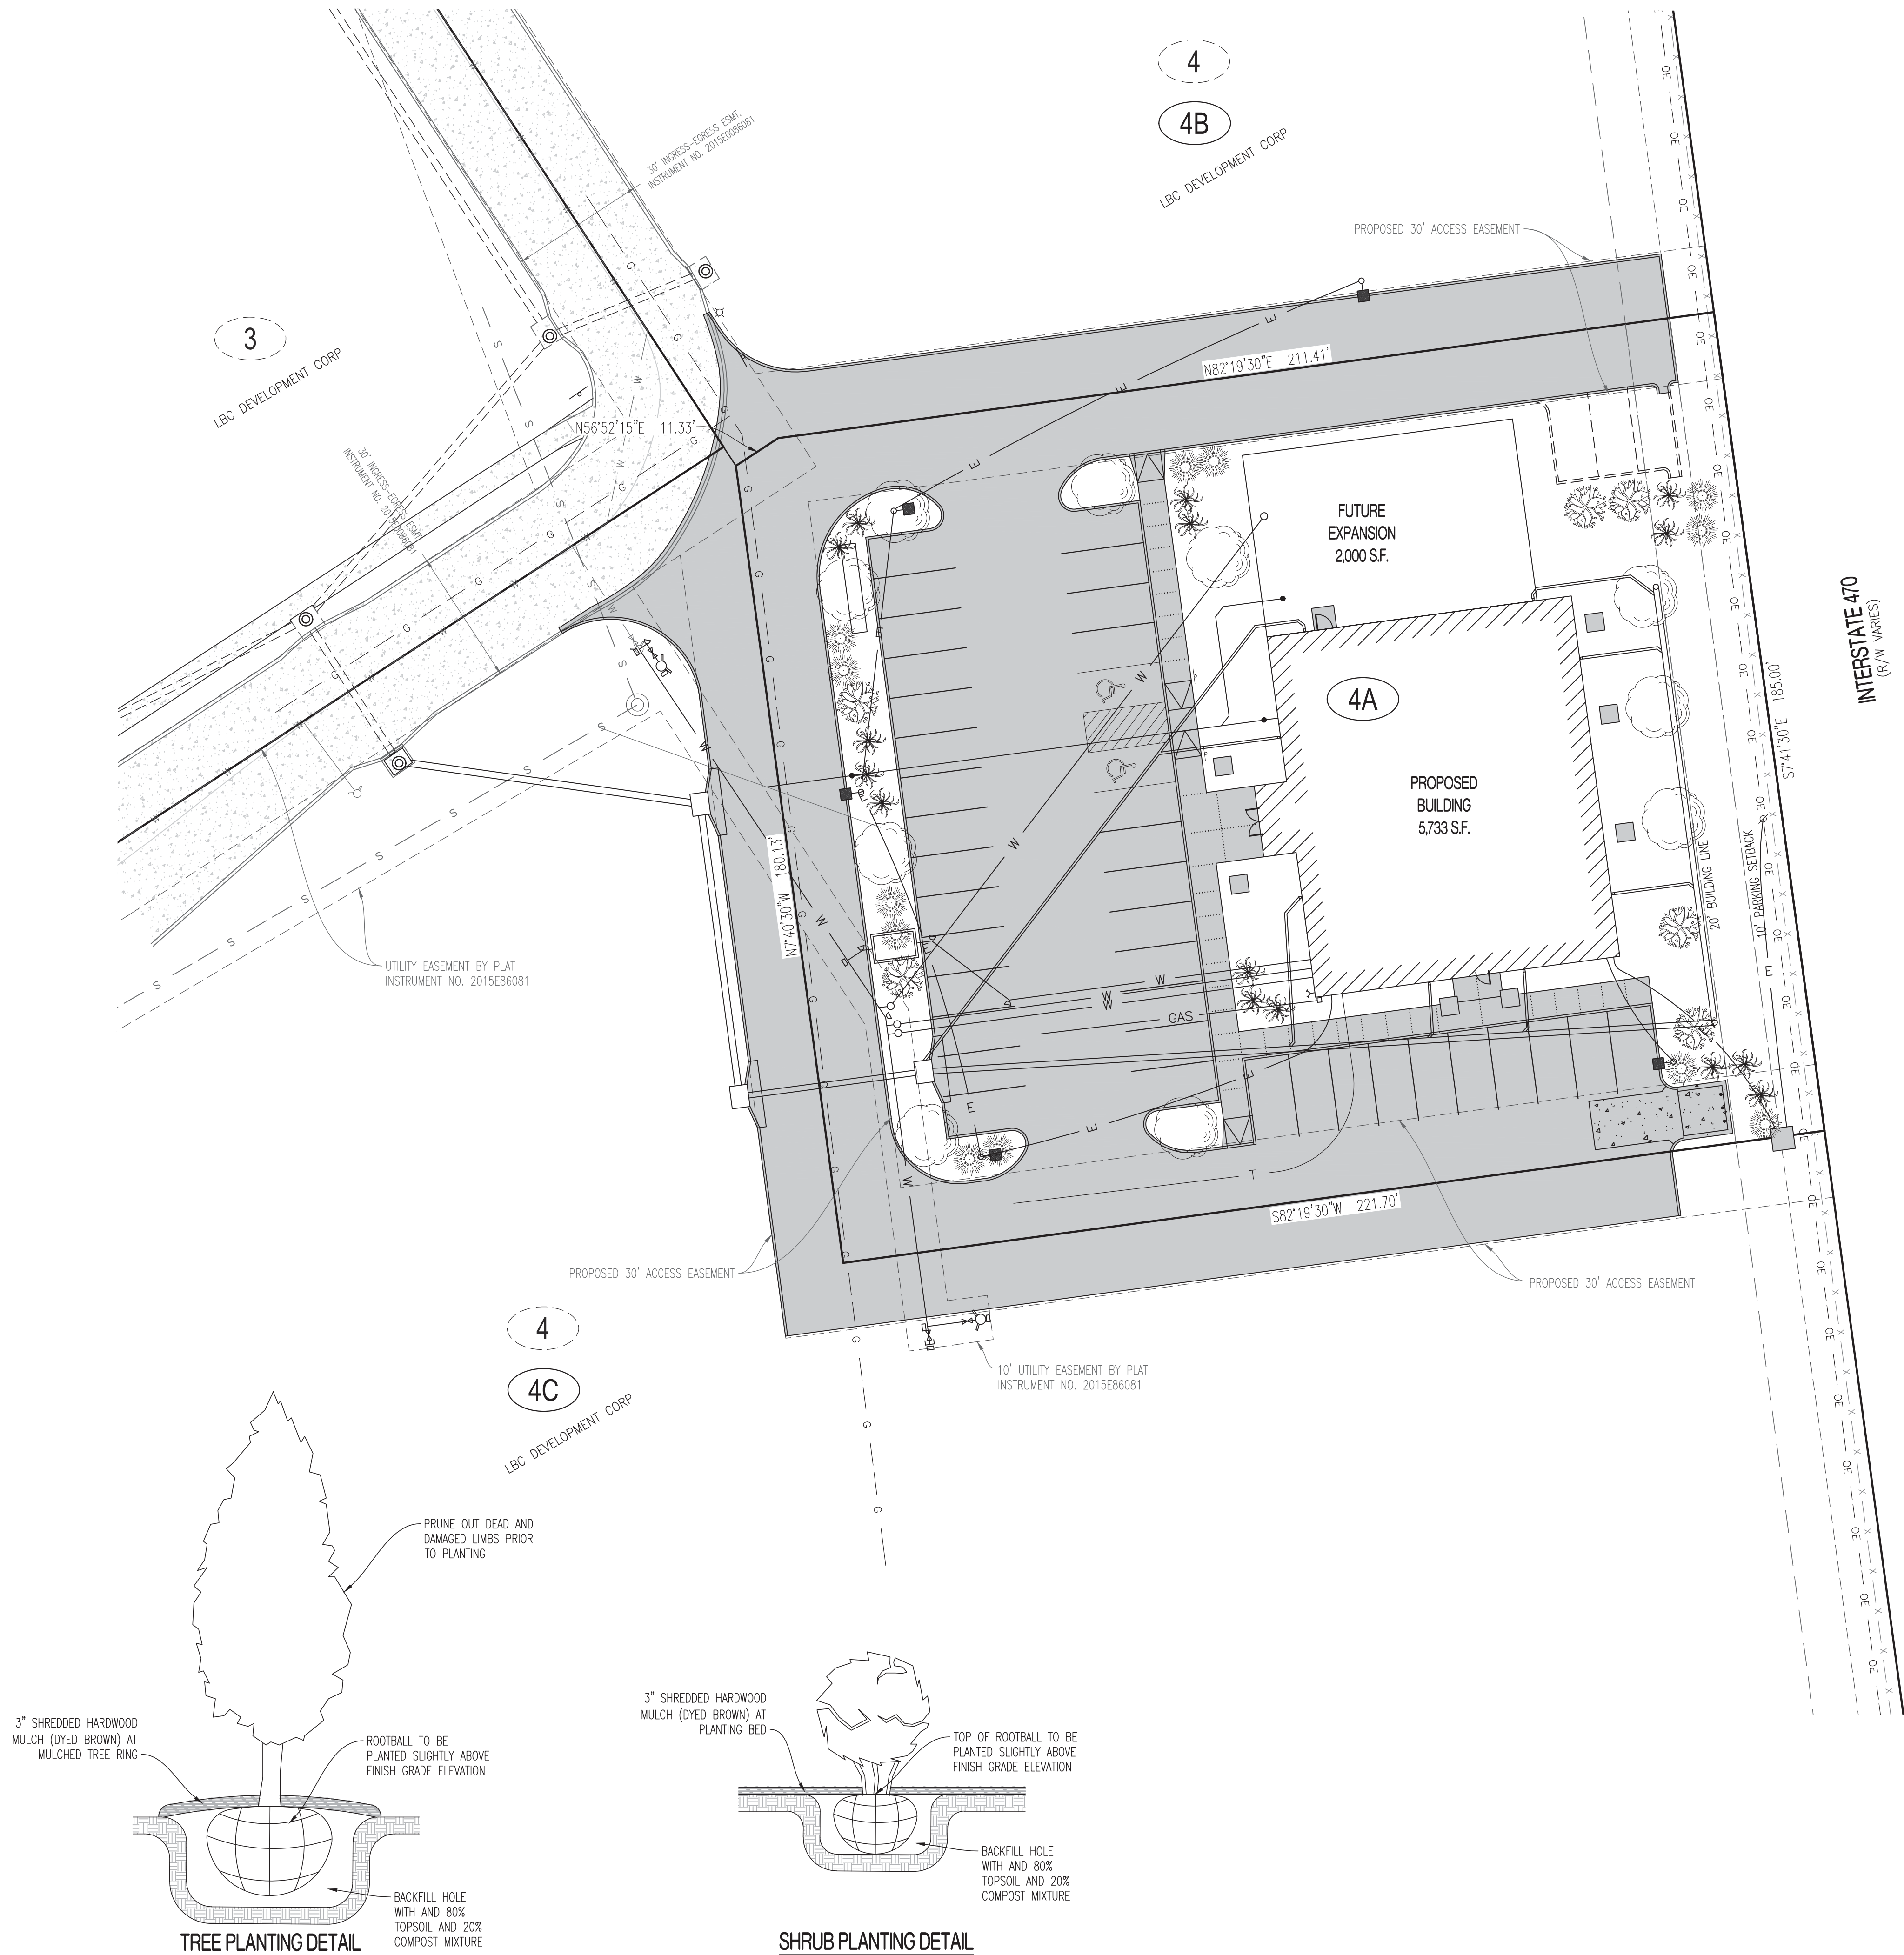 4
4B
LBC DEVELOPMENT CORP
30' INGRESS-EGRESS ESMT.
INSTRUMENT NO. 2015E0086081
PROPOSED 30' ACCESS EASEMENT
3
LBC DEVELOPMENT CORP
N82°19'30"E 211.41'
N56°52'15"E 11.33'
30' INGRESS-EGRESS ESMT.
INSTRUMENT NO. 2015E0086081
FUTURE
EXPANSION
2,000 S.F.
INTERSTATE 470
(R/W VARIES)
S7°41'30"E 185.00'
4A
PROPOSED
BUILDING
5,733 S.F.
N7°40'30"W 180.13'
20' BUILDING LINE
10' PARKING SETBACK
UTILITY EASEMENT BY PLAT
INSTRUMENT NO. 2015E86081
GAS
S82°19'30"W 221.70'
PROPOSED 30' ACCESS EASEMENT
PROPOSED 30' ACCESS EASEMENT
10' UTILITY EASEMENT BY PLAT
INSTRUMENT NO. 2015E86081
4
4C
LBC DEVELOPMENT CORP
PRUNE OUT DEAD AND
DAMAGED LIMBS PRIOR
TO PLANTING
3" SHREDDED HARDWOOD
MULCH (DYED BROWN) AT
MULCHED TREE RING
ROOTBALL TO BE
PLANTED SLIGHTLY ABOVE
FINISH GRADE ELEVATION
BACKFILL HOLE
WITH AND 80%
TOPSOIL AND 20%
COMPOST MIXTURE
TREE PLANTING DETAIL
3" SHREDDED HARDWOOD
MULCH (DYED BROWN) AT
PLANTING BED
TOP OF ROOTBALL TO BE
PLANTED SLIGHTLY ABOVE
FINISH GRADE ELEVATION
BACKFILL HOLE
WITH AND 80%
TOPSOIL AND 20%
COMPOST MIXTURE
SHRUB PLANTING DETAIL